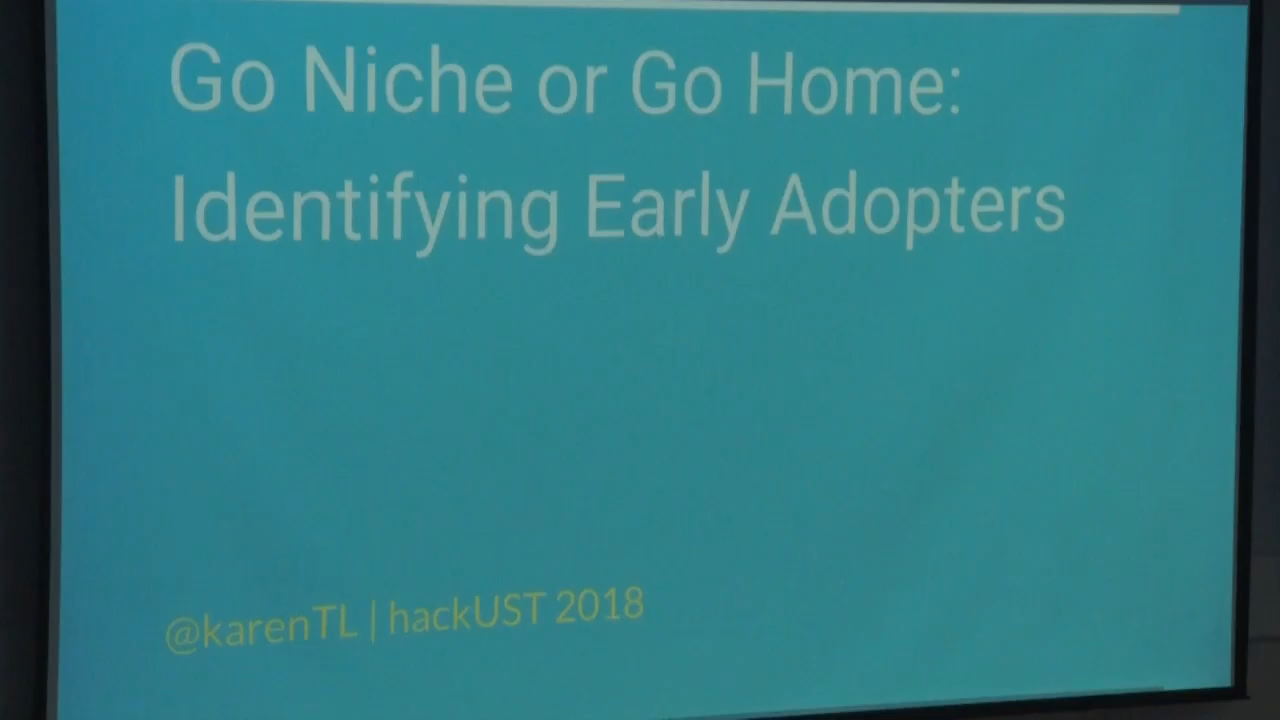 Go Niche or Go Home:
Identifying Early Adopters
@karenTL | hackUST 2018